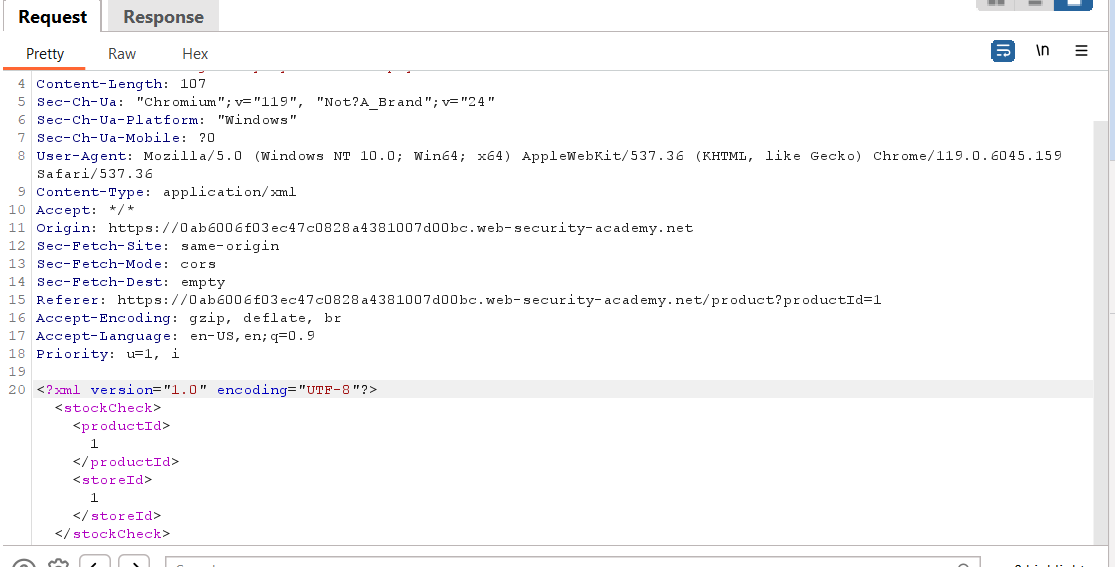 Request Response
Pretty Raw Hex \n
4 Content-Length: 107
5 Sec-Ch-Ua: "Chromium";v="119", "Not?A_Brand";v="24"
6 Sec-Ch-Ua-Platform: "Windows"
7 Sec-Ch-Ua-Mobile: ?0
8 User-Agent: Mozilla/5.0 (Windows NT 10.0; Win64; x64) AppleWebKit/537.36 (KHTML, like Gecko) Chrome/119.0.6045.159
Safari/537.36
9 Content-Type: application/xml
10 Accept: */*
11 Origin: https://0ab6006f03ec47c0828a4381007d00bc.web-security-academy.net
12 Sec-Fetch-Site: same-origin
13 Sec-Fetch-Mode: cors
14 Sec-Fetch-Dest: empty
15 Referer: https://0ab6006f03ec47c0828a4381007d00bc.web-security-academy.net/product?productId=1
16 Accept-Encoding: gzip, deflate, br
17 Accept-Language: en-US,en;q=0.9
18 Priority: u=1, i
19
20 <?xml version="1.0" encoding="UTF-8"?>
<stockCheck>
<productId>
1
</productId>
<storeId>
1
</storeId>
</stockCheck>